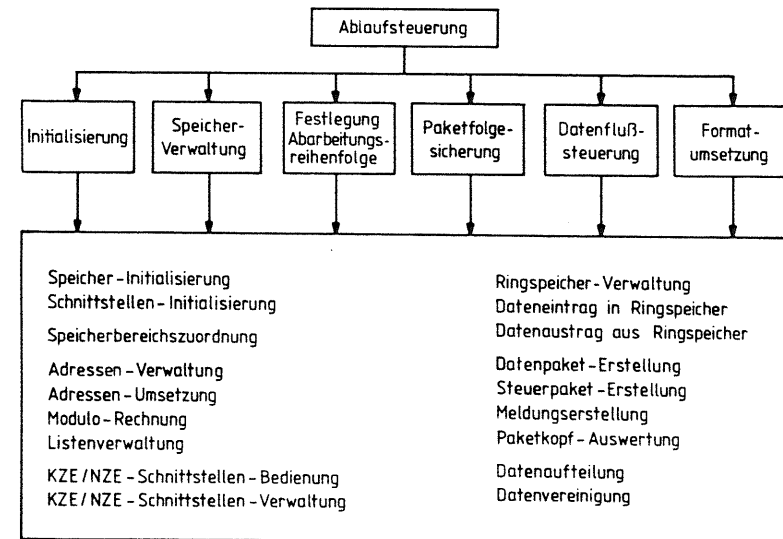 Ablaufsteuerung
Initialisierung
Speicher-
Verwaltung
Festlegung
Abarbeitungs-
reihenfolge
Paketfolge-
sicherung
Datenfluß-
steuerung
Format-
umsetzung
Speicher-Initialisierung
Schnittstellen-Initialisierung
Speicherbereichszuordnung
Adressen-Verwaltung
Adressen-Umsetzung
Modulo-Rechnung
Listenverwaltung
KZE/NZE-Schnittstellen-Bedienung
KZE/NZE-Schnittstellen-Verwaltung
Ringspeicher-Verwaltung
Dateneintrag in Ringspeicher
Datenaustrag aus Ringspeicher
Datenpaket-Erstellung
Steuerpaket-Erstellung
Meldungserstellung
Paketkopf-Auswertung
Datenaufteilung
Datenvereinigung